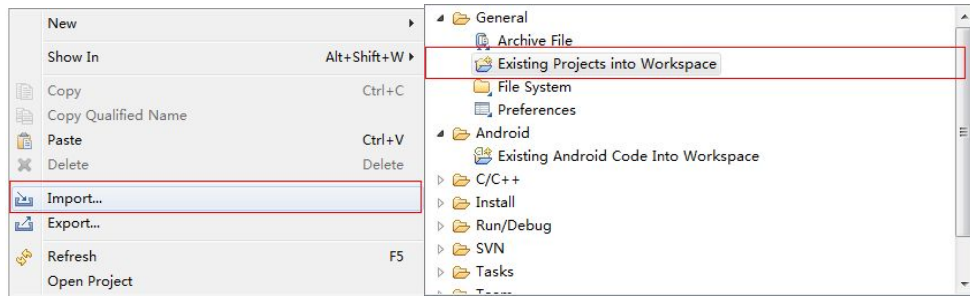 New
Show In Alt+Shift+W
Copy Ctrl+C
Copy Qualified Name
Paste Ctrl+V
Delete Delete
Import...
Export...
Refresh F5
Open Project
General
Archive File
Existing Projects into Workspace
File System
Preferences
Android
Existing Android Code Into Workspace
C/C++
Install
Run/Debug
SVN
Tasks